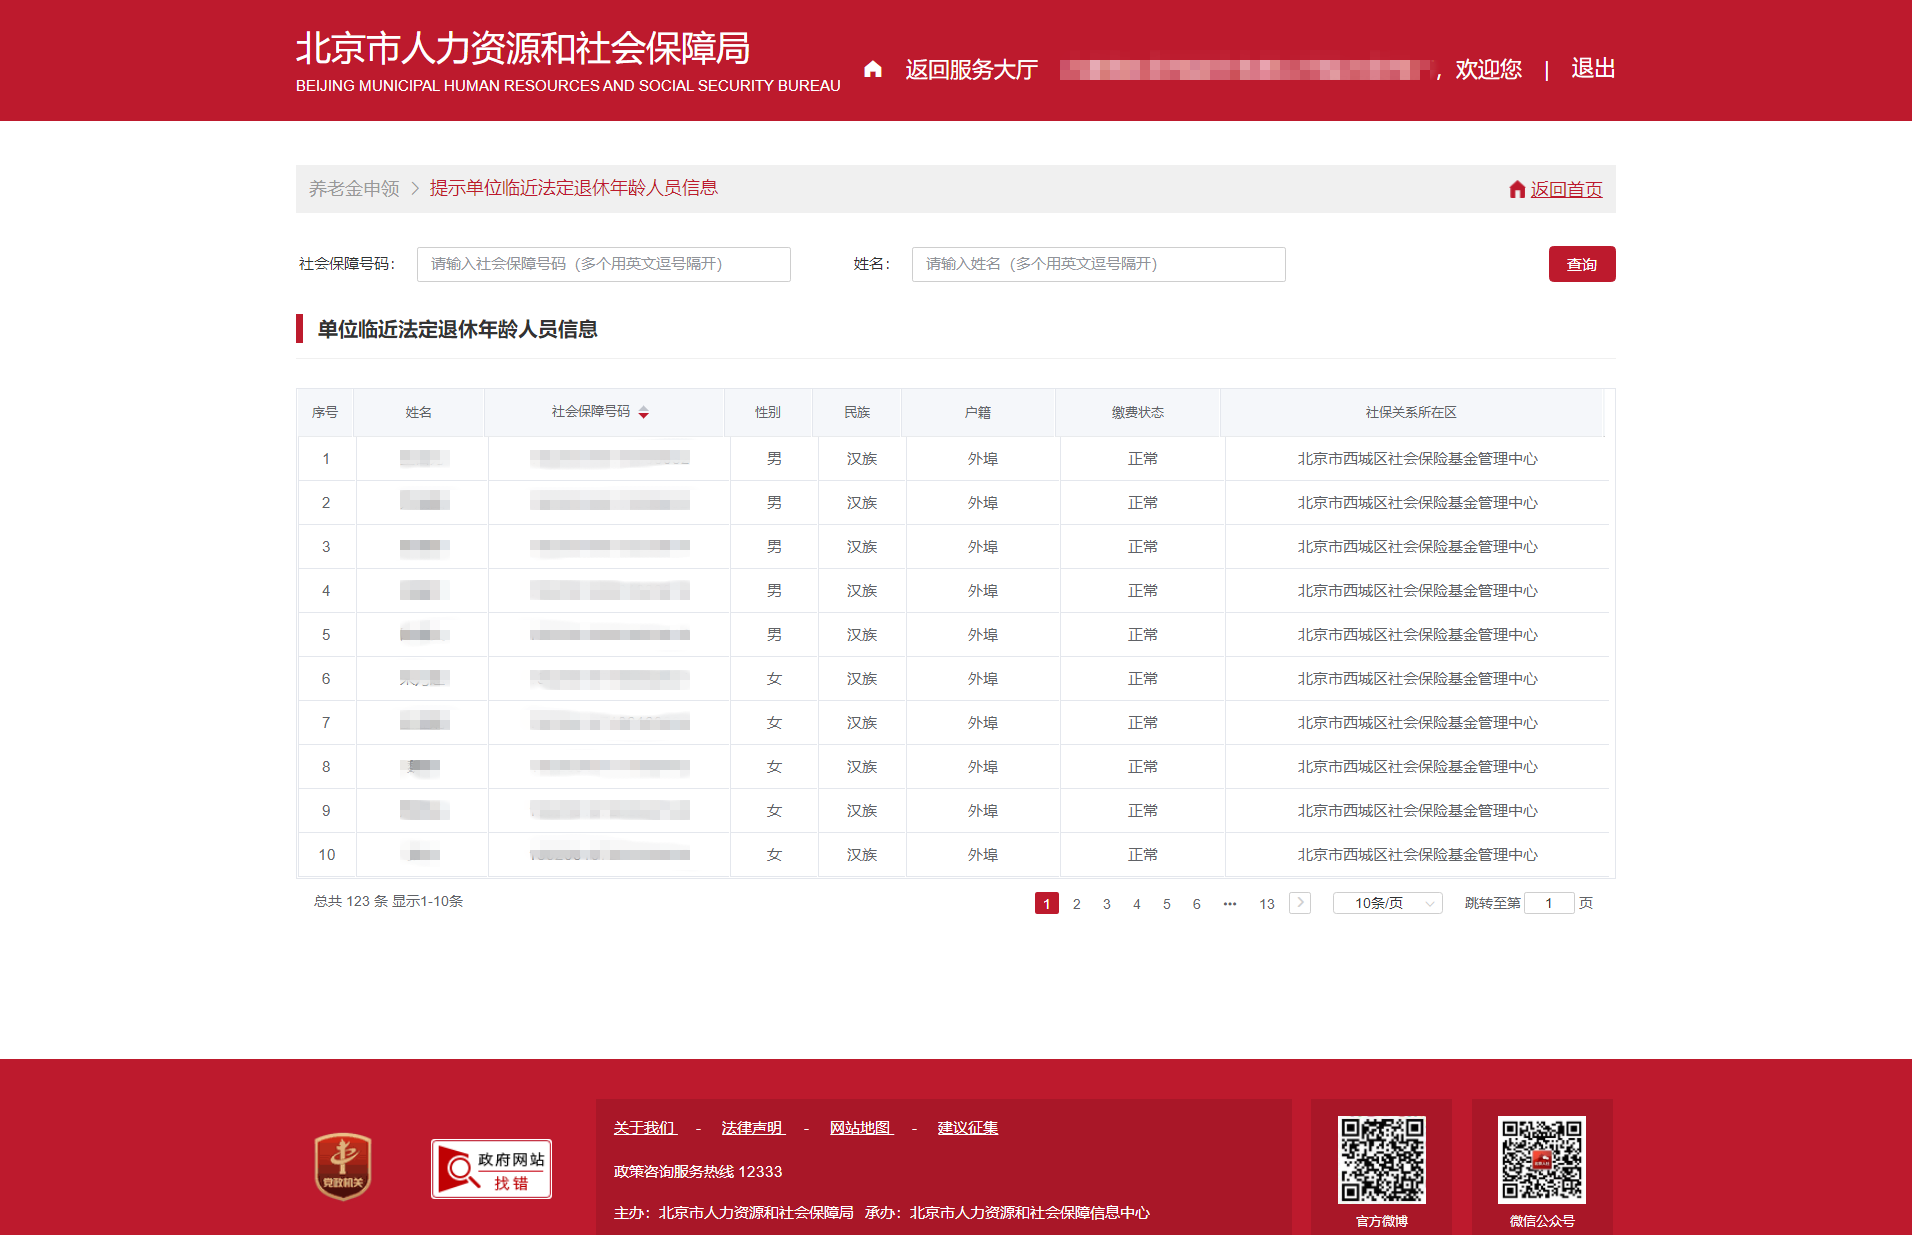 北京市人力资源和社会保障局
BEIJING MUNICIPAL HUMAN RESOURCES AND SOCIAL SECURITY BUREAU
返回服务大厅 ，欢迎您 | 退出
养老金申领 > 提示单位临近法定退休年龄人员信息 返回首页
社会保障号码： 请输入社会保障号码（多个用英文逗号隔开） 姓名： 请输入姓名（多个用英文逗号隔开） 查询
单位临近法定退休年龄人员信息
序号 姓名 社会保障号码 性别 民族 户籍 缴费状态 社保关系所在区
1 男 汉族 外埠 正常 北京市西城区社会保险基金管理中心
2 男 汉族 外埠 正常 北京市西城区社会保险基金管理中心
3 男 汉族 外埠 正常 北京市西城区社会保险基金管理中心
4 男 汉族 外埠 正常 北京市西城区社会保险基金管理中心
5 男 汉族 外埠 正常 北京市西城区社会保险基金管理中心
6 女 汉族 外埠 正常 北京市西城区社会保险基金管理中心
7 女 汉族 外埠 正常 北京市西城区社会保险基金管理中心
8 女 汉族 外埠 正常 北京市西城区社会保险基金管理中心
9 女 汉族 外埠 正常 北京市西城区社会保险基金管理中心
10 女 汉族 外埠 正常 北京市西城区社会保险基金管理中心
总共 123 条 显示1-10条 1 2 3 4 5 6 ••• 13 > 10条/页 跳转至第 1 页
关于我们 - 法律声明 - 网站地图 - 建议征集
政策咨询服务热线 12333
主办：北京市人力资源和社会保障局 承办：北京市人力资源和社会保障信息中心
党政机关
政府网站
找错
官方微博
微信公众号